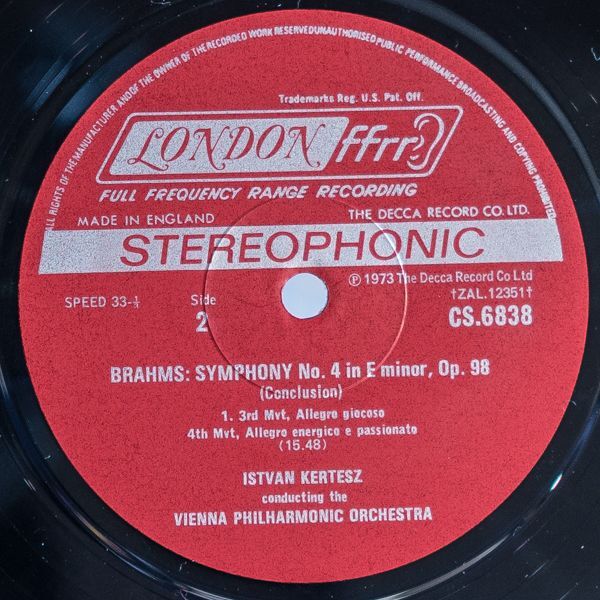 ALL RIGHTS OF THE MANUFACTURER AND OF THE OWNER OF THE RECORDED WORK RESERVED UNAUTHORISED PUBLIC PERFORMANCE BROADCASTING AND COPYING PROHIBITED
Trademarks Reg. U.S. Pat. Off.
LONDON ffrr
FULL FREQUENCY RANGE RECORDING
MADE IN ENGLAND THE DECCA RECORD CO. LTD.
STEREOPHONIC
℗ 1973 The Decca Record Co Ltd
SPEED 33-⅓ Side †ZAL.12351†
2 CS.6838
BRAHMS: SYMPHONY No. 4 in E minor, Op. 98
(Conclusion)
1. 3rd Mvt, Allegro giocoso
4th Mvt, Allegro energico e passionato
(15.48)
ISTVAN KERTESZ
conducting the
VIENNA PHILHARMONIC ORCHESTRA